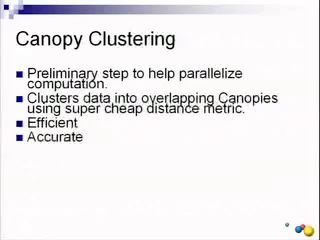 Canopy Clustering
Preliminary step to help parallelize
computation.
Clusters data into overlapping Canopies
using super cheap distance metric.
Efficient
Accurate